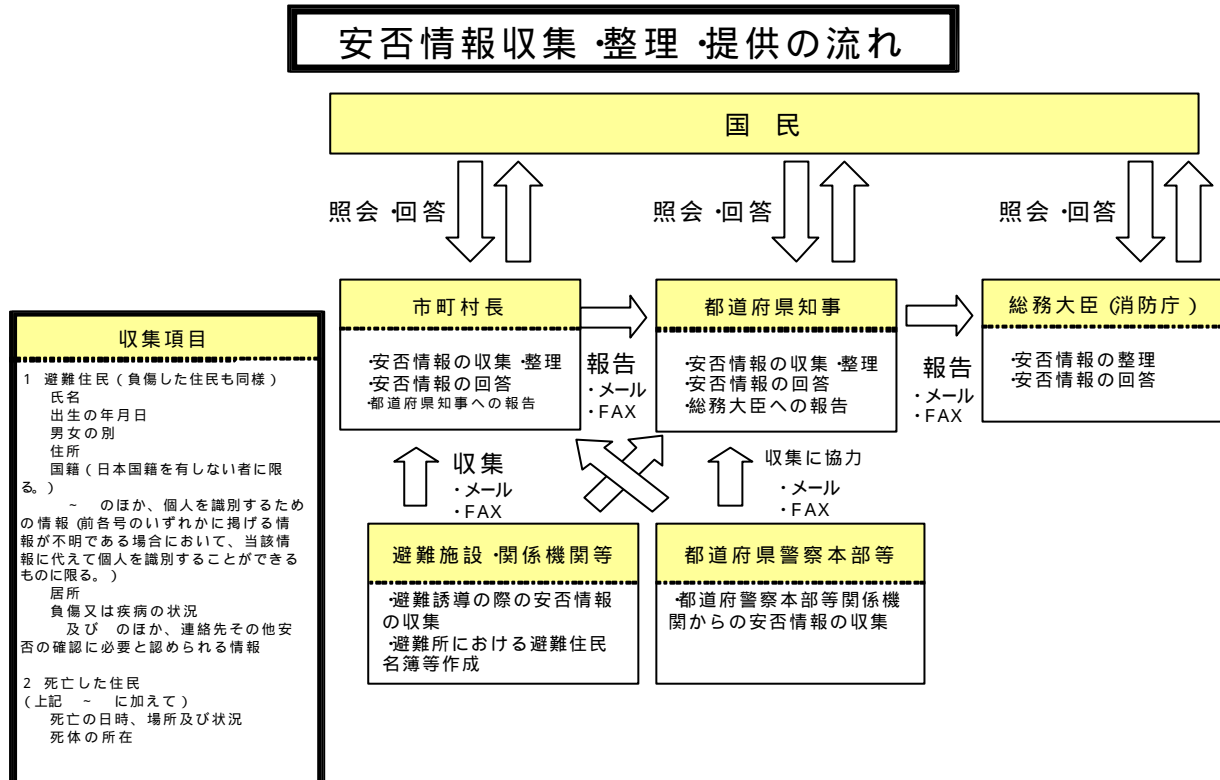 安否情報収集・整理・提供の流れ
国 民
照会・回答
照会・回答
照会・回答
市町村長
・安否情報の収集・整理
・安否情報の回答
・都道府県知事への報告
報告
・メール
・FAX
都道府県知事
・安否情報の収集・整理
・安否情報の回答
・総務大臣への報告
報告
・メール
・FAX
総務大臣(消防庁)
・安否情報の整理
・安否情報の回答
収集項目
1 避難住民(負傷した住民も同様)
氏名
出生の年月日
男女の別
住所
国籍(日本国籍を有しない者に限
る。)
~ のほか、個人を識別するため
の情報(前各号のいずれかに掲げる情
報が不明である場合において、当該情
報に代えて個人を識別することができる
ものに限る。)
居所
負傷又は疾病の状況
及び のほか、連絡先その他安
否の確認に必要と認められる情報
2 死亡した住民
(上記 ~ に加えて)
死亡の日時、場所及び状況
死体の所在
収集
・メール
・FAX
収集に協力
・メール
・FAX
避難施設・関係機関等
・避難誘導の際の安否情報
の収集
・避難所における避難住民
名簿等作成
都道府県警察本部等
・都道府警察本部等関係機
関からの安否情報の収集